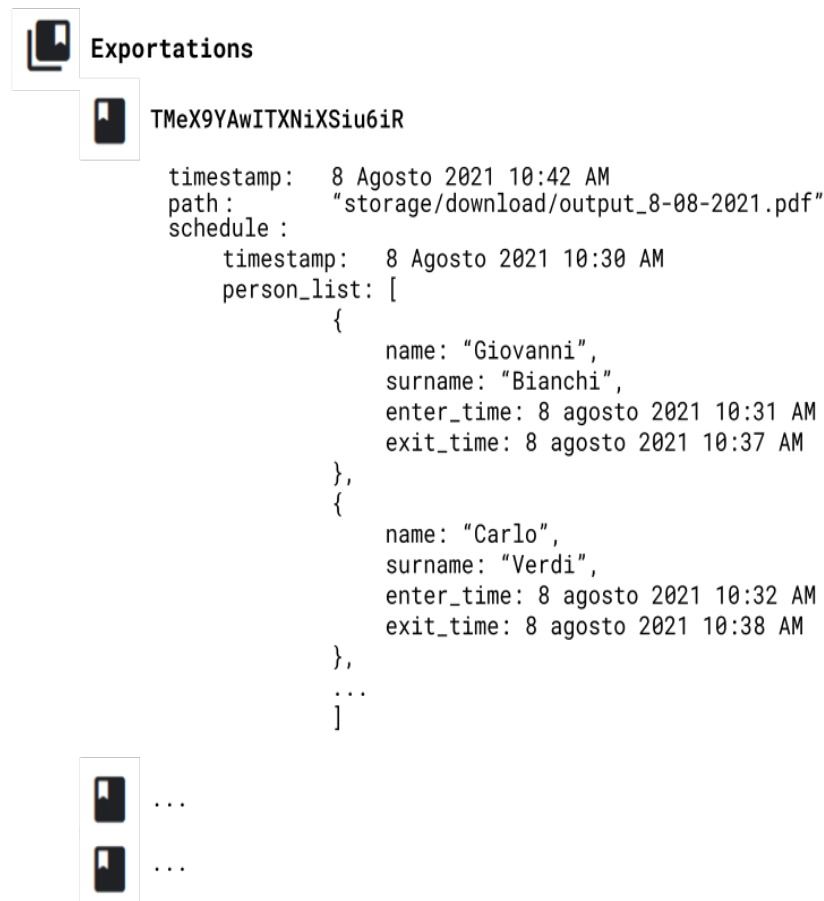 Exportations
TMeX9YAwITXNiXSiu6iR
timestamp: 8 Agosto 2021 10:42 AM
path: “storage/download/output_8-08-2021.pdf”
schedule:
timestamp: 8 Agosto 2021 10:30 AM
person_list: [
{
name: “Giovanni”,
surname: “Bianchi”,
enter_time: 8 agosto 2021 10:31 AM
exit_time: 8 agosto 2021 10:37 AM
},
{
name: “Carlo”,
surname: “Verdi”,
enter_time: 8 agosto 2021 10:32 AM
exit_time: 8 agosto 2021 10:38 AM
},
...
]
...
...